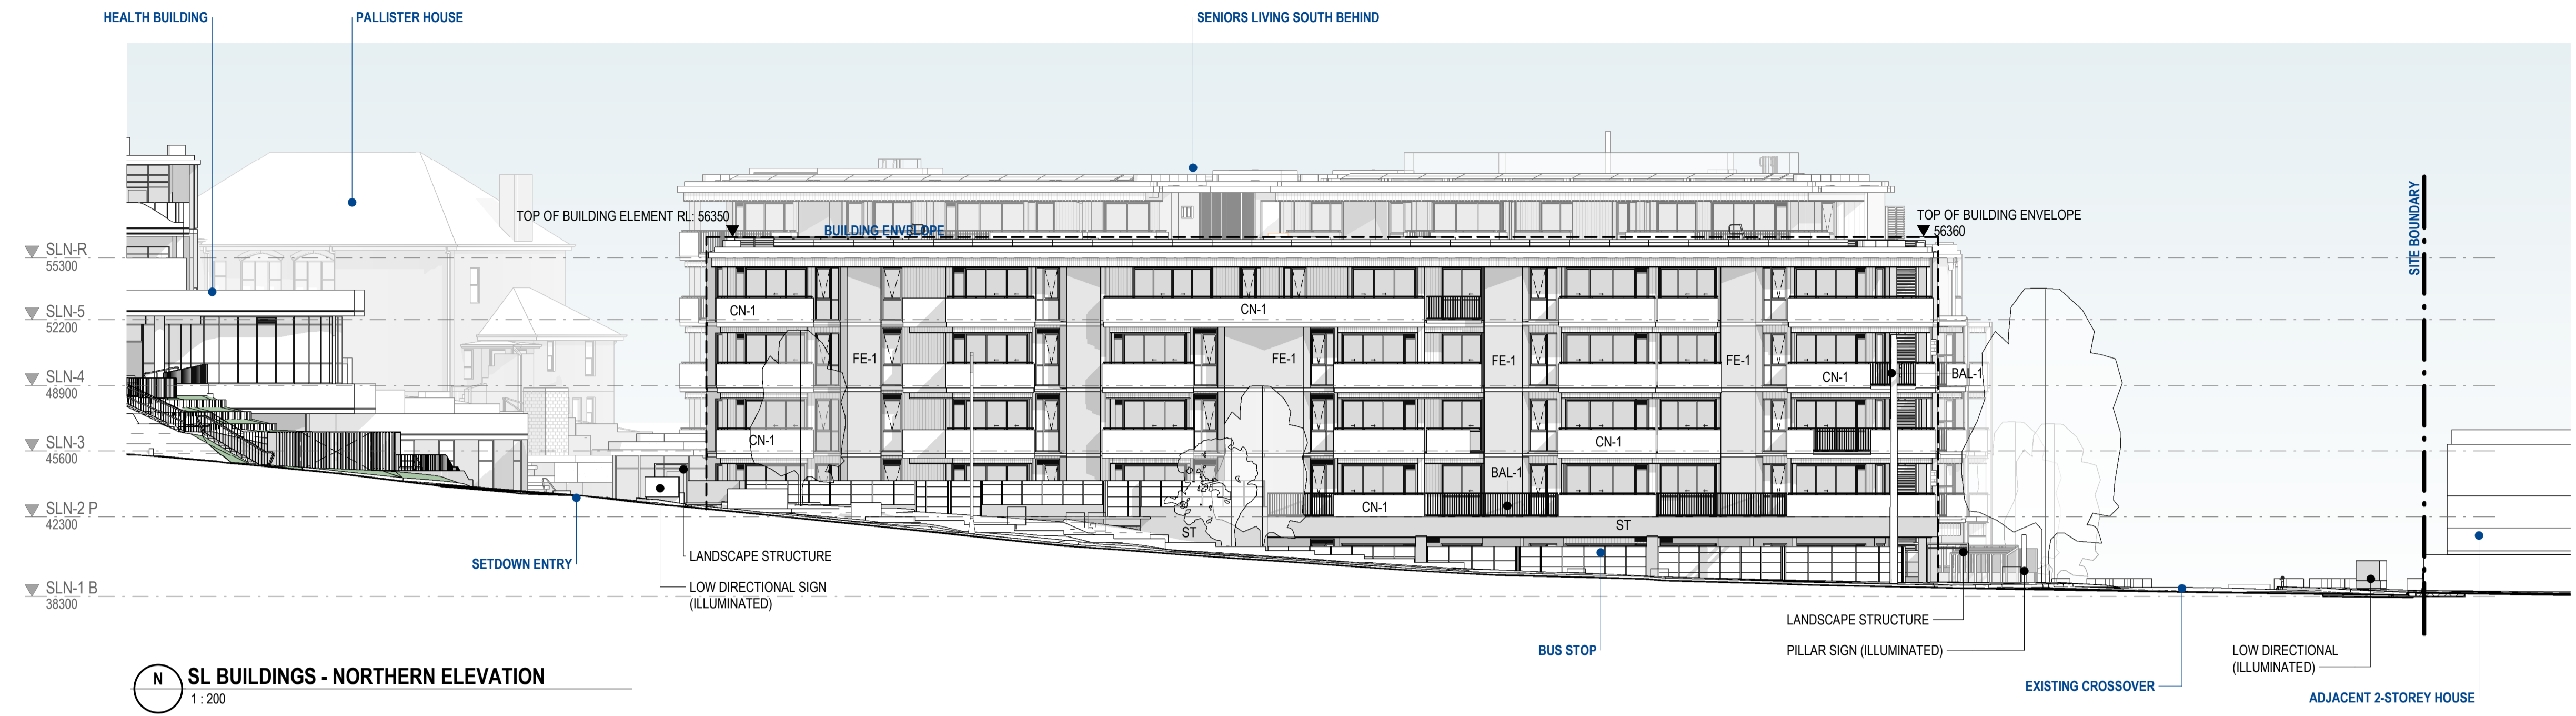 HEALTH BUILDING
PALLISTER HOUSE
SENIORS LIVING SOUTH BEHIND
TOP OF BUILDING ELEMENT RL: 56350
BUILDING ENVELOPE
TOP OF BUILDING ENVELOPE
56360
SITE BOUNDARY
SLN-R
55300
SLN-5
52200
SLN-4
48900
SLN-3
45600
SLN-2 P
42300
SLN-1 B
38300
CN-1
CN-1
FE-1
FE-1
FE-1
FE-1
CN-1
BAL-1
CN-1
CN-1
BAL-1
CN-1
ST
ST
LANDSCAPE STRUCTURE
SETDOWN ENTRY
LOW DIRECTIONAL SIGN
(ILLUMINATED)
LANDSCAPE STRUCTURE
BUS STOP
PILLAR SIGN (ILLUMINATED)
LOW DIRECTIONAL
(ILLUMINATED)
EXISTING CROSSOVER
ADJACENT 2-STOREY HOUSE
N
SL BUILDINGS - NORTHERN ELEVATION
1 : 200